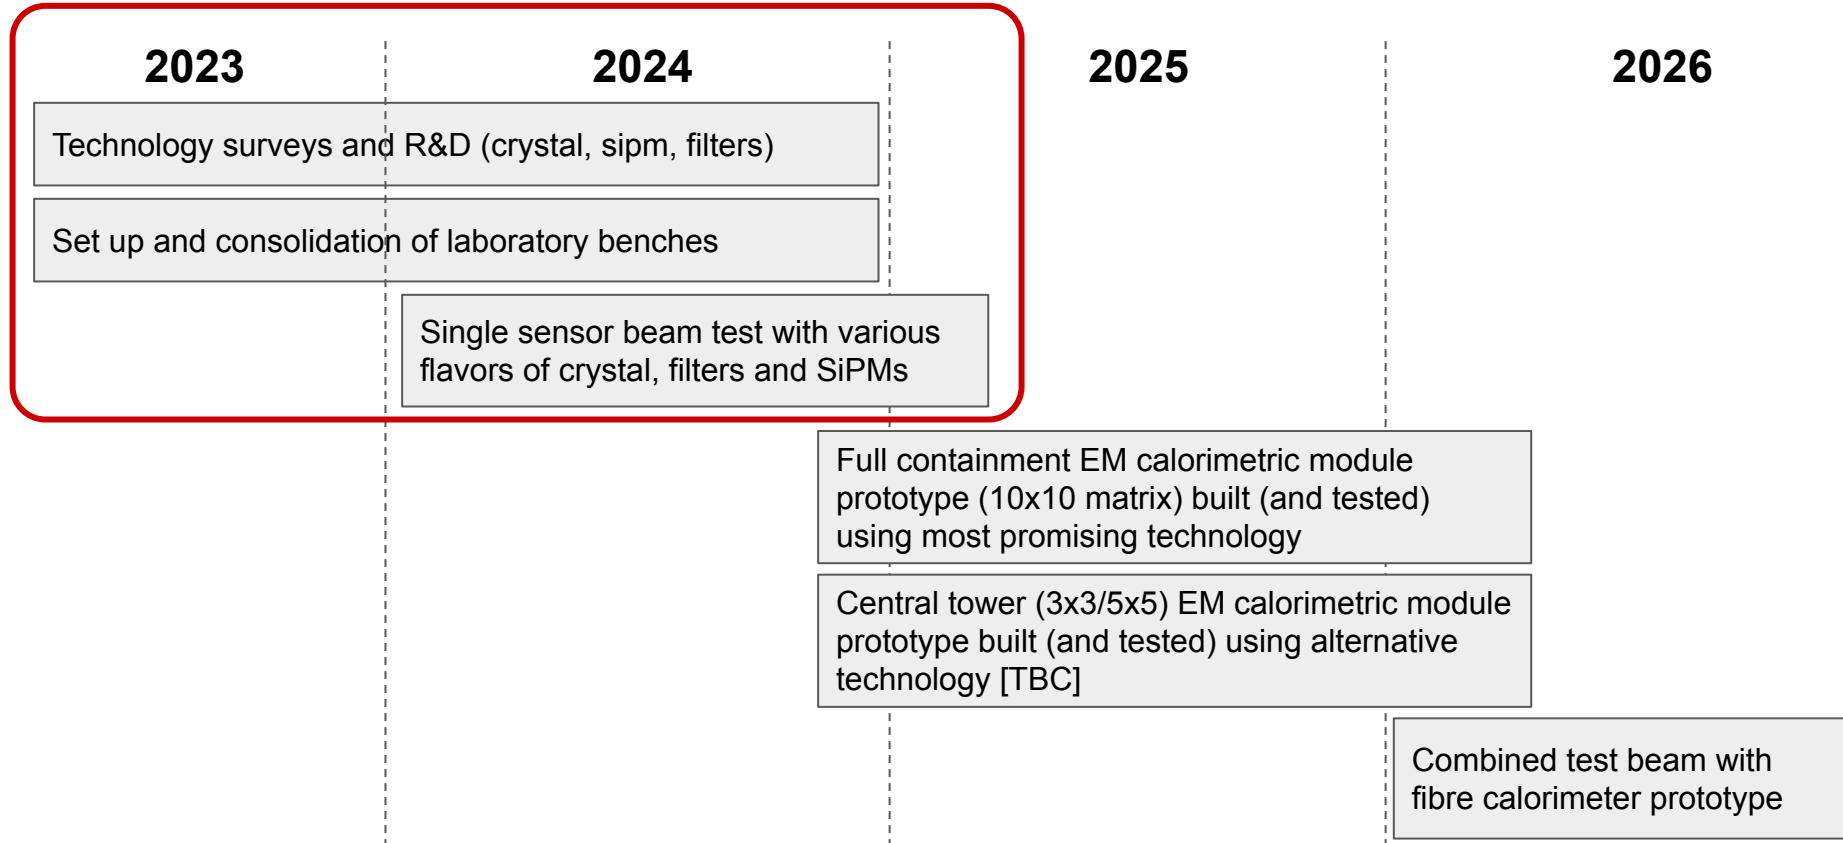 2023
2024
2025
2026
Technology surveys and R&D (crystal, sipm, filters)
Set up and consolidation of laboratory benches
Single sensor beam test with various
flavors of crystal, filters and SiPMs
Full containment EM calorimetric module
prototype (10x10 matrix) built (and tested)
using most promising technology
Central tower (3x3/5x5) EM calorimetric module
prototype built (and tested) using alternative
technology [TBC]
Combined test beam with
fibre calorimeter prototype